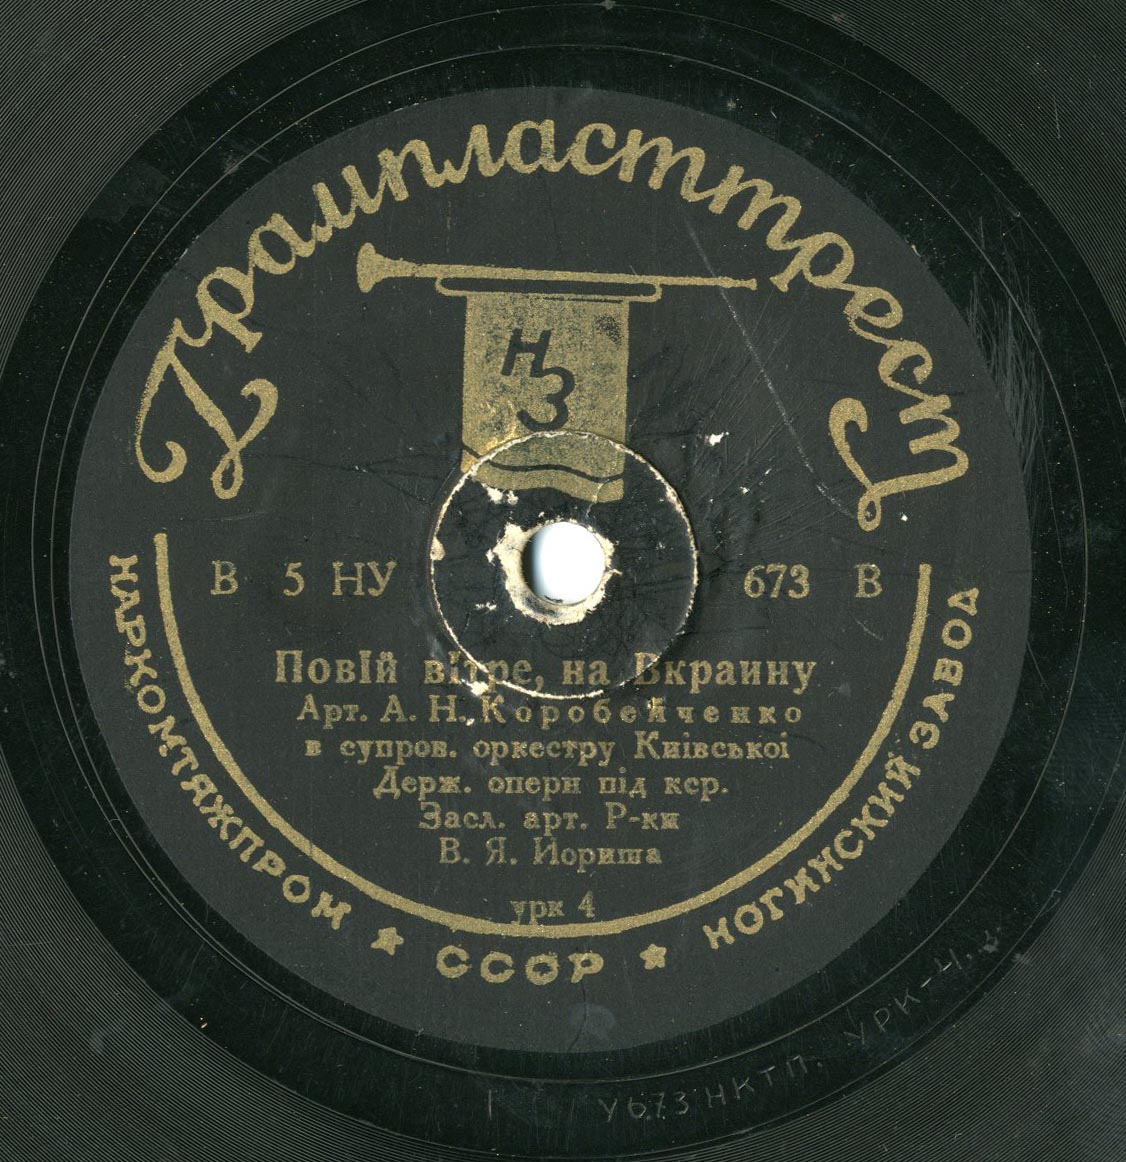 Грампласттрест
НЗ
В 5 НУ 673 В
Повій вітре, на Вкраину
Арт. А. Н. Коробейченко
в супров. оркестру Київської
Держ. опери під кер.
Засл. арт. Р-ки
В. Я. Йориша
урк 4
НАРКОМТЯЖПРОМ ★ СССР ★ НОГИНСКИЙ ЗАВОД
У673 НКТП. УРК-4.